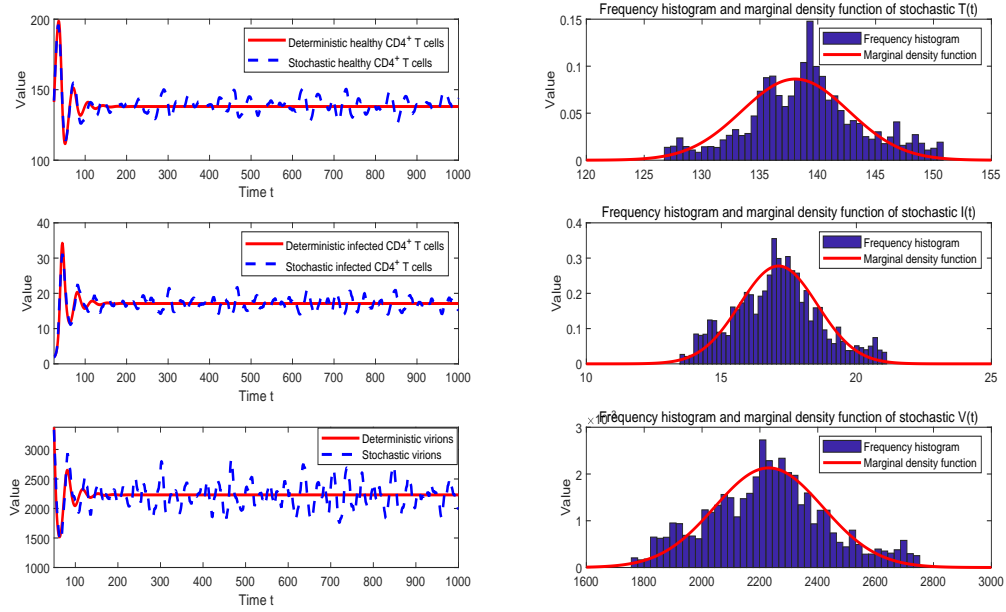 200
150
100
Value
Deterministic healthy CD4⁺ T cells
Stochastic healthy CD4⁺ T cells
100 200 300 400 500 600 700 800 900 1000
Time t
Frequency histogram and marginal density function of stochastic T(t)
0.15
0.1
0.05
0
Value
Frequency histogram
Marginal density function
120 125 130 135 140 145 150 155
40
30
20
10
0
Value
Deterministic infected CD4⁺ T cells
Stochastic infected CD4⁺ T cells
100 200 300 400 500 600 700 800 900 1000
Time t
Frequency histogram and marginal density function of stochastic I(t)
0.4
0.3
0.2
0.1
0
Value
Frequency histogram
Marginal density function
10 15 20 25
3000
2500
2000
1500
1000
Value
Deterministic virions
Stochastic virions
100 200 300 400 500 600 700 800 900 1000
Time t
Frequency histogram and marginal density function of stochastic V(t)
3
2
1
0
Value
Frequency histogram
Marginal density function
1600 1800 2000 2200 2400 2600 2800 3000